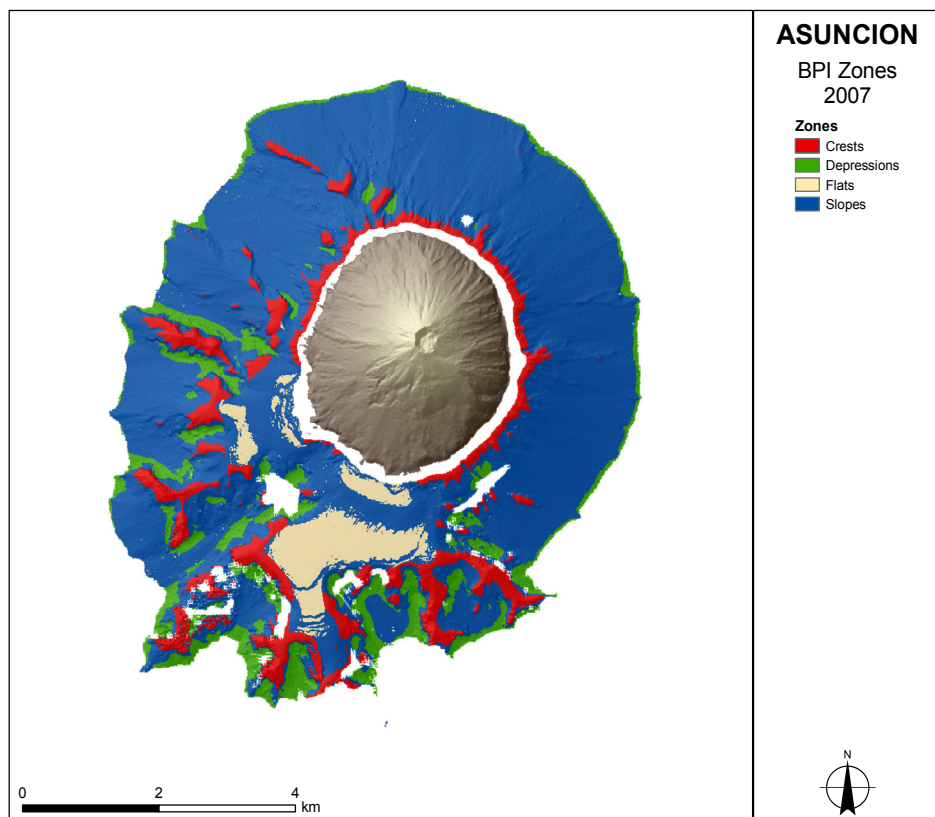 ASUNCION
BPI Zones
2007
Zones
Crests
Depressions
Flats
Slopes
N
0 2 4
km